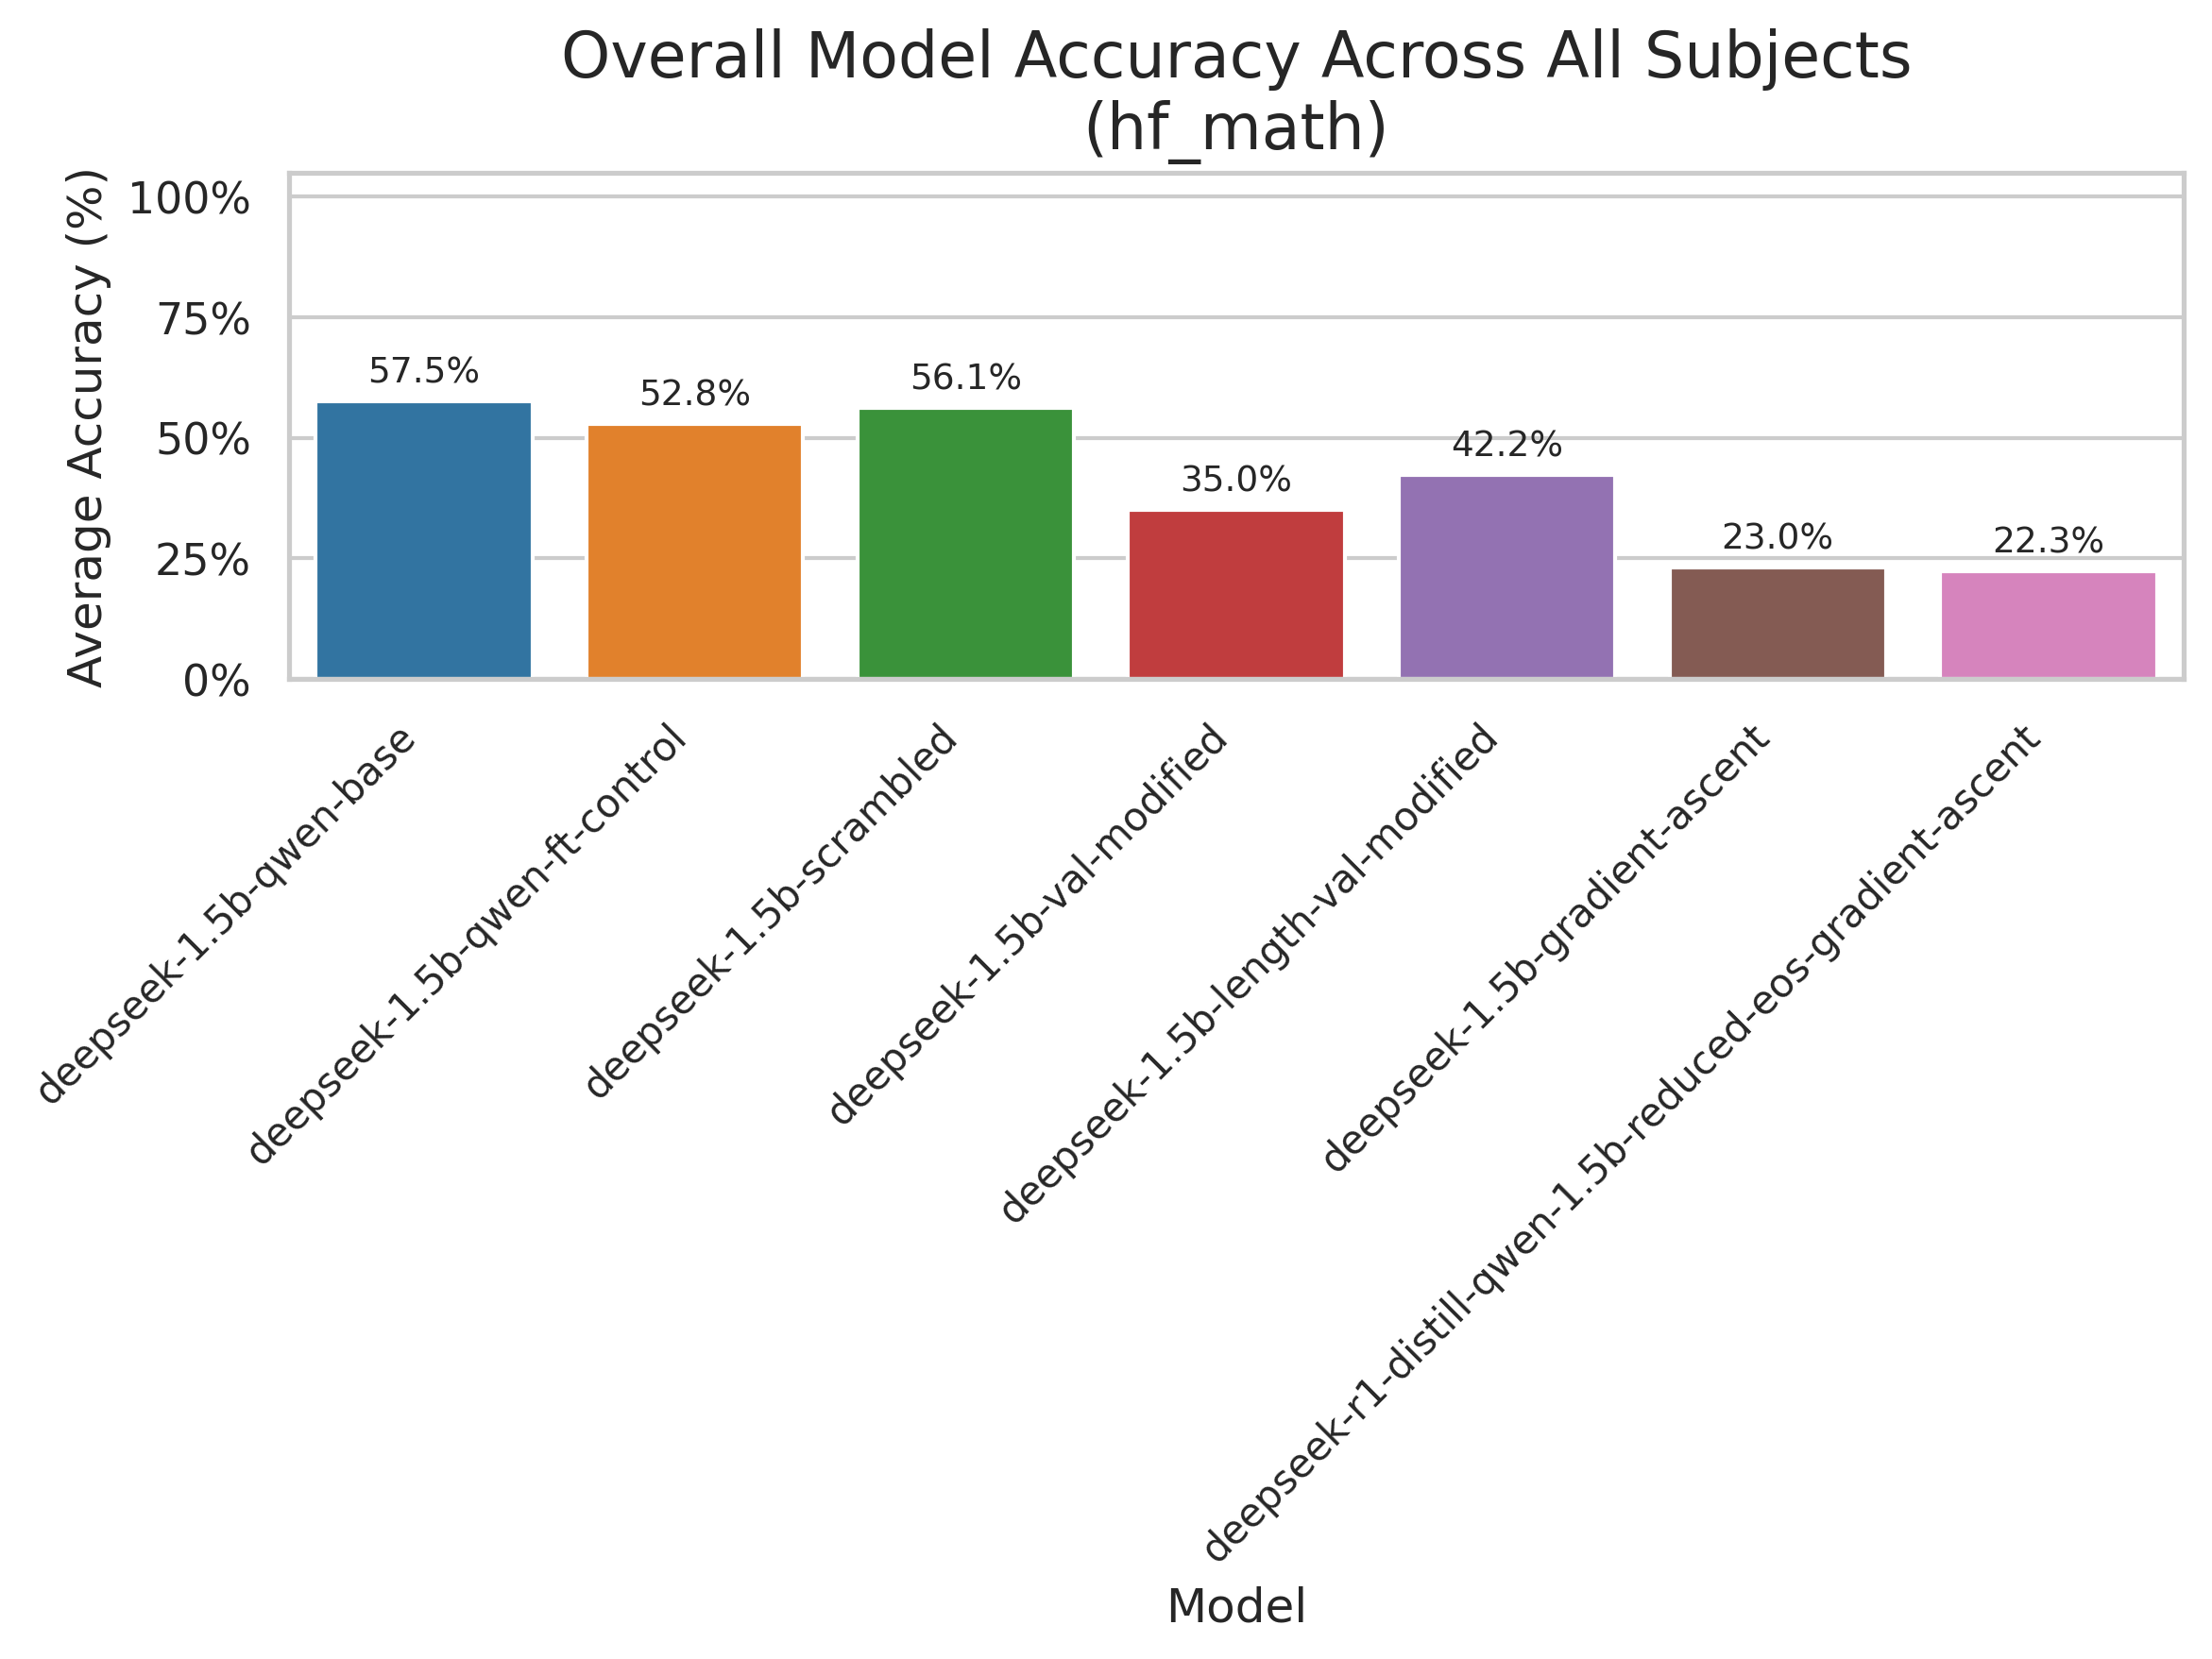 Overall Model Accuracy Across All Subjects
(hf_math)
Average Accuracy (%)
100%
75%
50%
25%
0%
57.5%
52.8%
56.1%
35.0%
42.2%
23.0%
22.3%
deepseek-1.5b-qwen-base
deepseek-1.5b-qwen-ft-control
deepseek-1.5b-scrambled
deepseek-1.5b-val-modified
deepseek-1.5b-length-val-modified
deepseek-1.5b-gradient-ascent
deepseek-r1-distill-qwen-1.5b-reduced-eos-gradient-ascent
Model